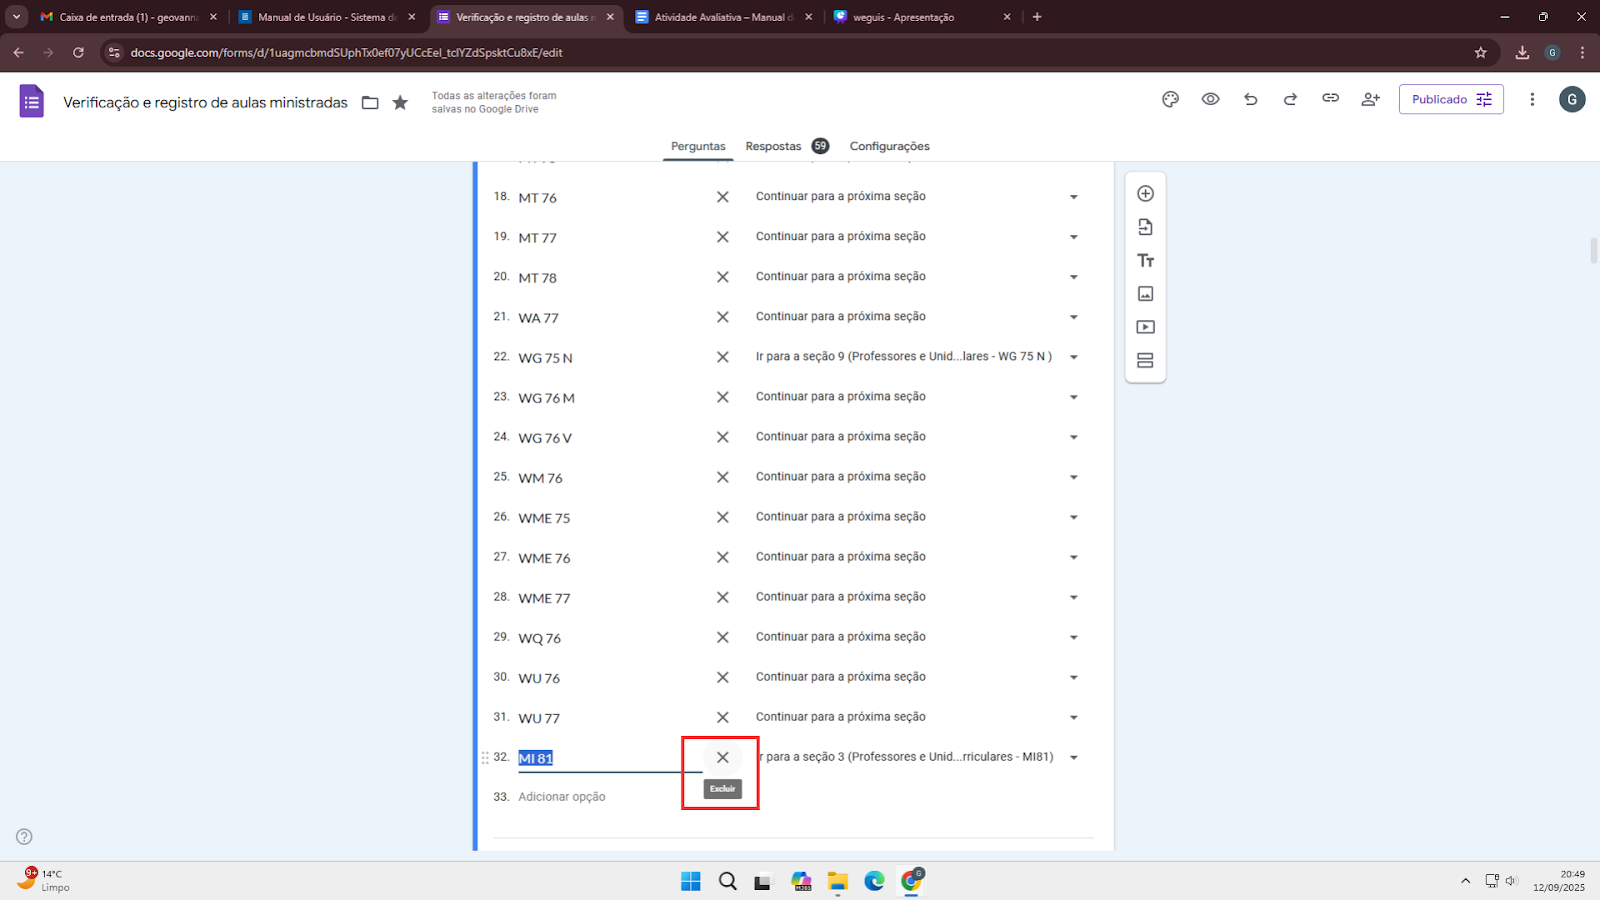 Caixa de entrada (1) - geovanna
Manual de Usuário - Sistema de
Verificação e registro de aulas m
Atividade Avaliativa – Manual d
weguis - Apresentação
docs.google.com/forms/d/1uagmcbmdSUphTx0ef07yUCcEel_tclYZdSpsktCu8xE/edit
G
Verificação e registro de aulas ministradas
Todas as alterações foram
salvas no Google Drive
Publicado
G
Perguntas
Respostas 59
Configurações
18. MT 76 Continuar para a próxima seção
19. MT 77 Continuar para a próxima seção
20. MT 78 Continuar para a próxima seção
21. WA 77 Continuar para a próxima seção
22. WG 75 N Ir para a seção 9 (Professores e Unid...lares - WG 75 N )
23. WG 76 M Continuar para a próxima seção
24. WG 76 V Continuar para a próxima seção
25. WM 76 Continuar para a próxima seção
26. WME 75 Continuar para a próxima seção
27. WME 76 Continuar para a próxima seção
28. WME 77 Continuar para a próxima seção
29. WQ 76 Continuar para a próxima seção
30. WU 76 Continuar para a próxima seção
31. WU 77 Continuar para a próxima seção
32. MI 81 r para a seção 3 (Professores e Unid...rriculares - MI81)
Excluir
33. Adicionar opção
9+
14°C
Limpo
M365
G
20:49
12/09/2025